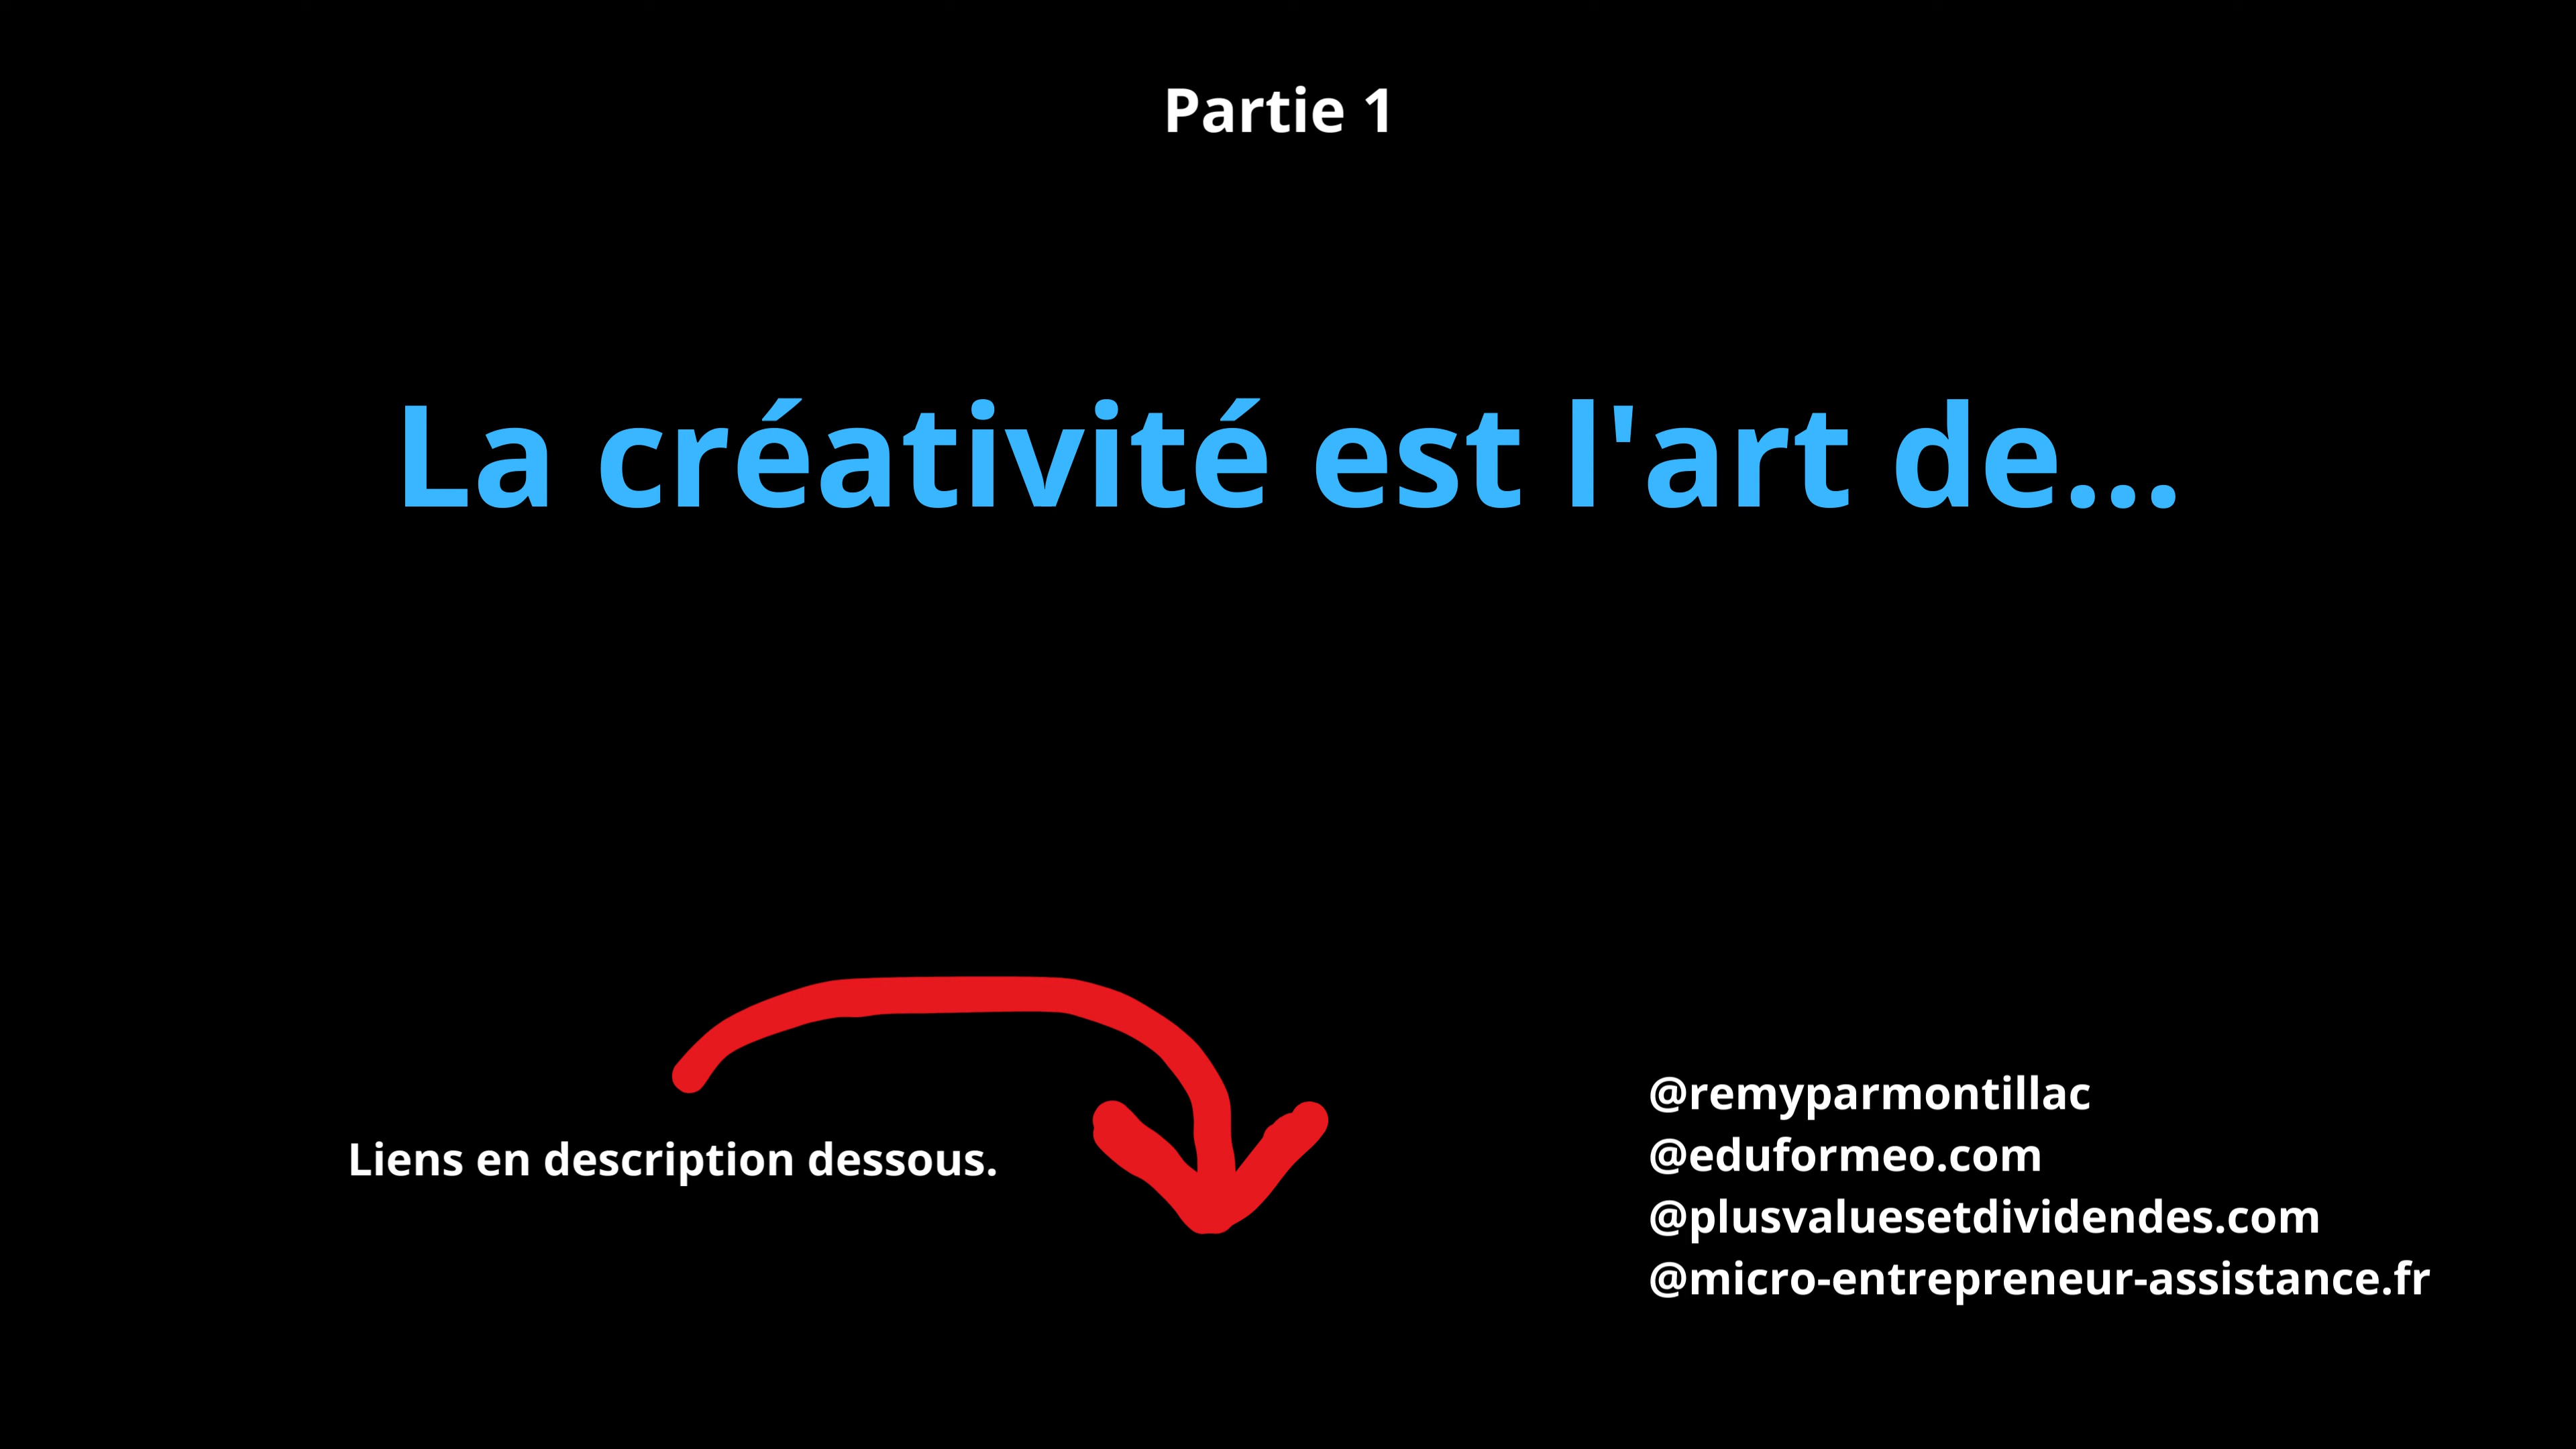 Partie 1
La créativité est l'art de...
Liens en description dessous.
@remyparmontillac
@eduformeo.com
@plusvaluesetdividendes.com
@micro-entrepreneur-assistance.fr